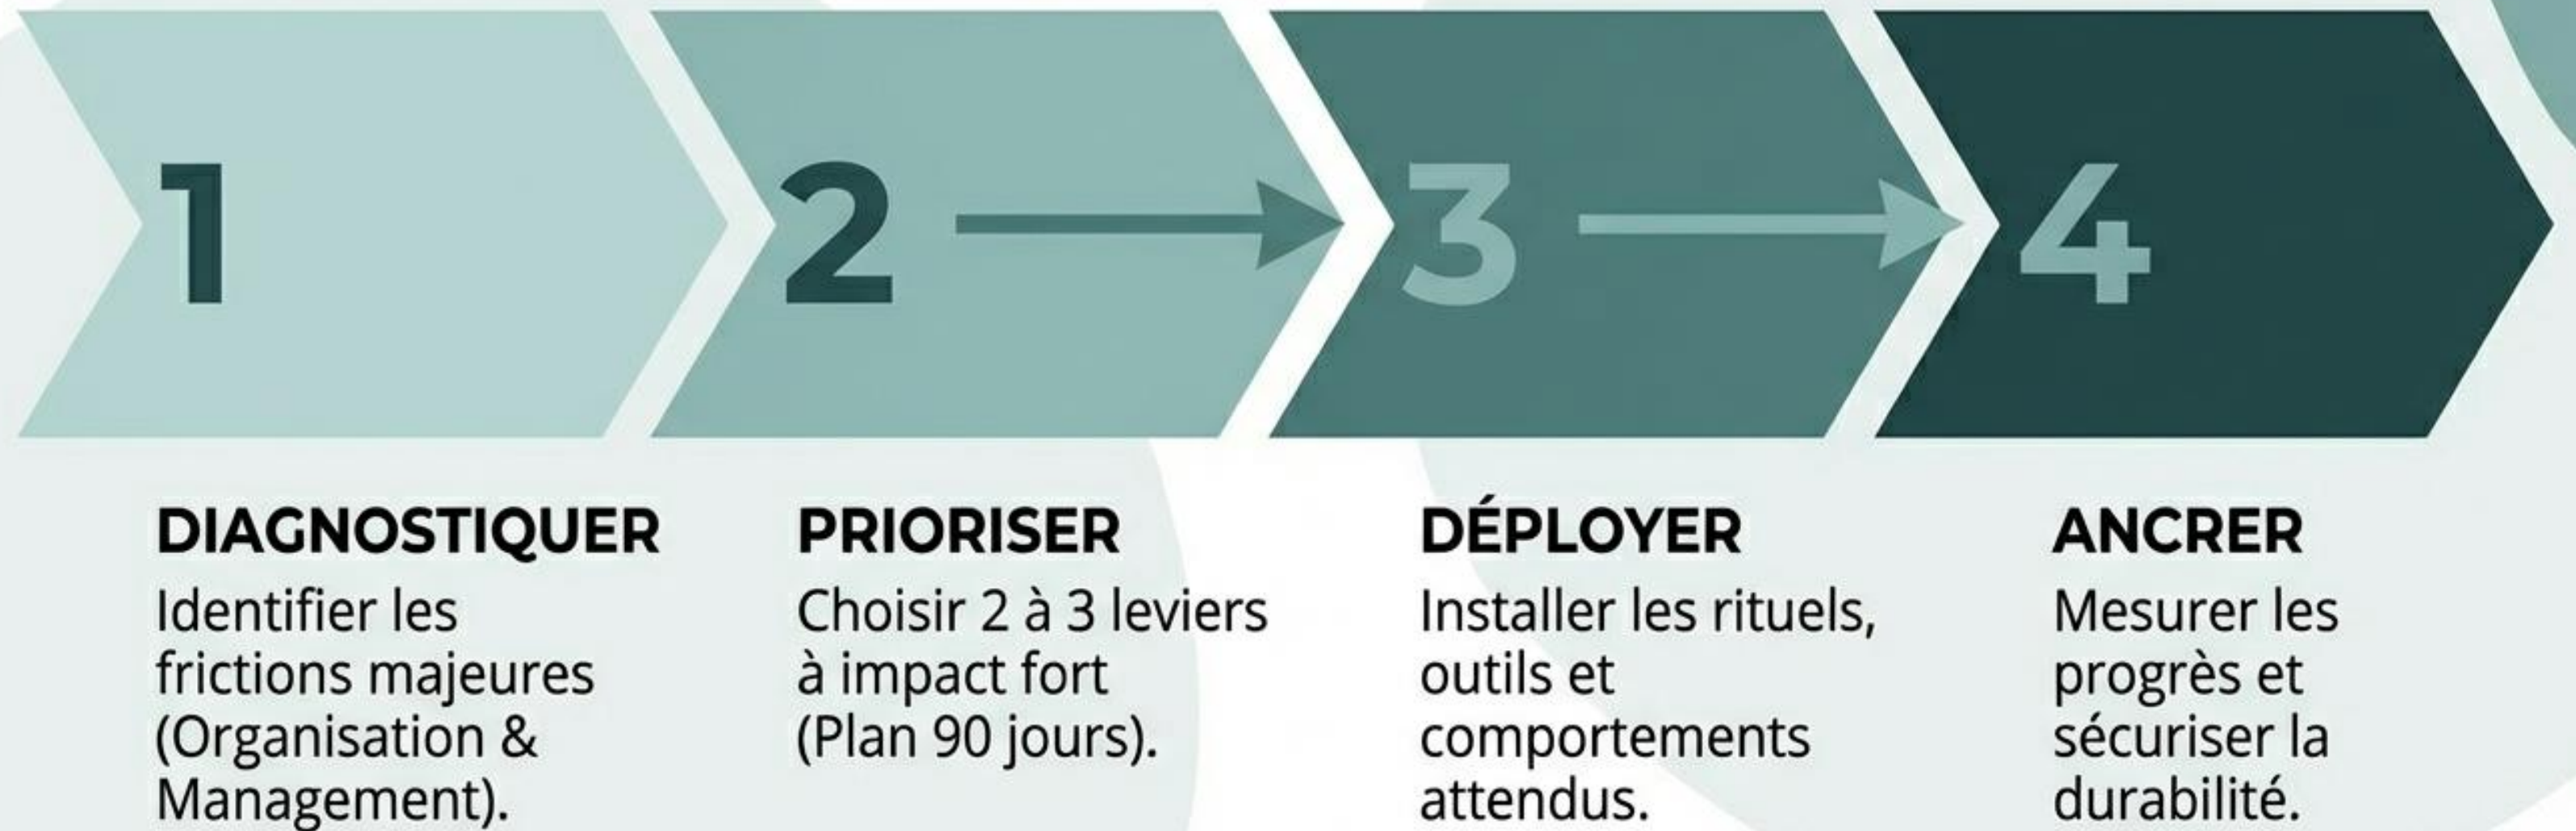 1
2
3
4
DIAGNOSTIQUER
Identifier les
frictions majeures
(Organisation &
Management).
PRIORISER
Choisir 2 à 3 leviers
à impact fort
(Plan 90 jours).
DÉPLOYER
Installer les rituels,
outils et
comportements
attendus.
ANCRER
Mesurer les
progrès et
sécuriser la
durabilité.